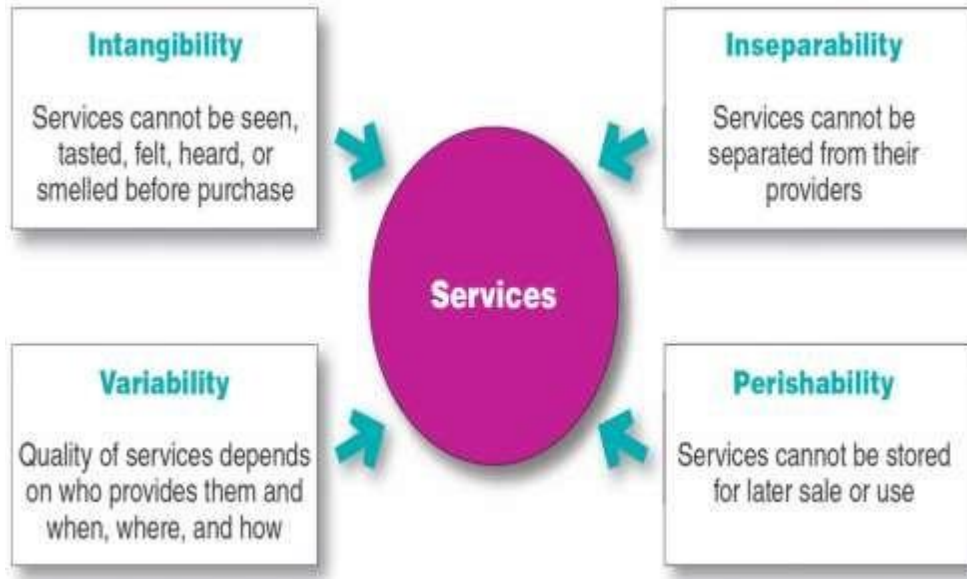 Intangibility
Services cannot be seen,
tasted, felt, heard, or
smelled before purchase
Inseparability
Services cannot be
separated from their
providers
Services
Variability
Quality of services depends
on who provides them and
when, where, and how
Perishability
Services cannot be stored
for later sale or use